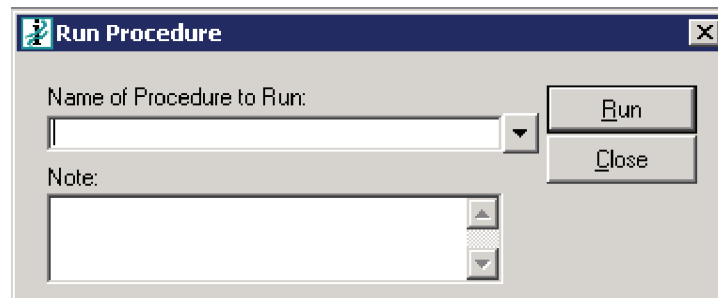 Run Procedure
Name of Procedure to Run:
Run
Close
Note: